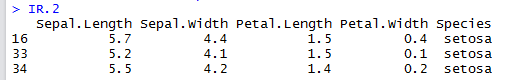 > IR.2
Sepal.Length Sepal.Width Petal.Length Petal.Width Species
16 5.7 4.4 1.5 0.4 setosa
33 5.2 4.1 1.5 0.1 setosa
34 5.5 4.2 1.4 0.2 setosa